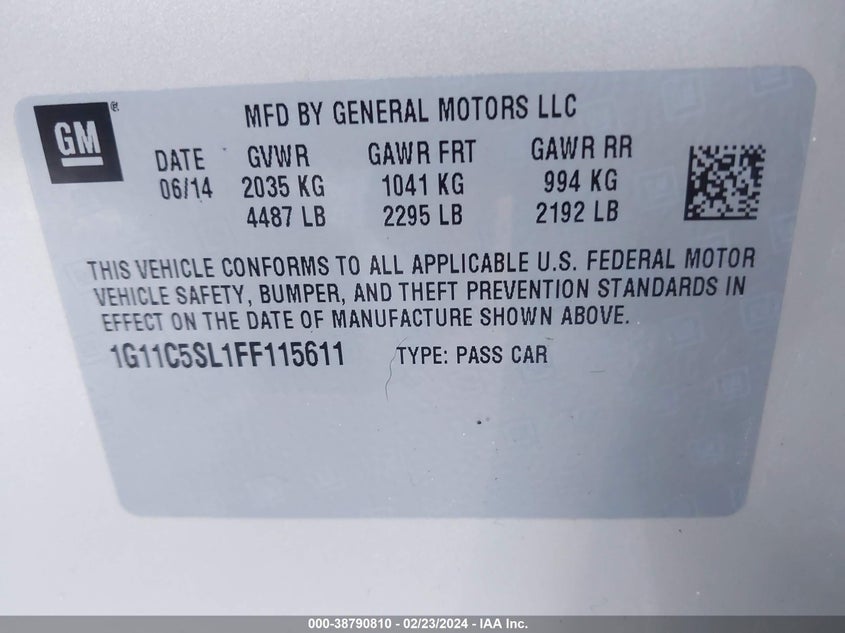 GM®
MFD BY GENERAL MOTORS LLC
DATE GVWR GAWR FRT GAWR RR
06/14 2035 KG 1041 KG 994 KG
4487 LB 2295 LB 2192 LB
THIS VEHICLE CONFORMS TO ALL APPLICABLE U.S. FEDERAL MOTOR
VEHICLE SAFETY, BUMPER, AND THEFT PREVENTION STANDARDS IN
EFFECT ON THE DATE OF MANUFACTURE SHOWN ABOVE.
1G11C5SL1FF115611 TYPE: PASS CAR
000-38790810 - 02/23/2024 - IAA Inc.